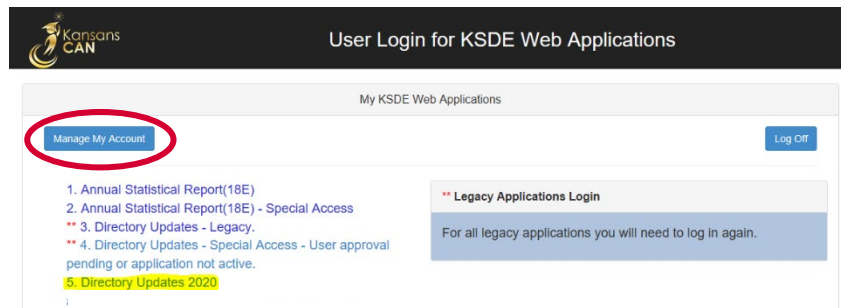 Kansans
CAN
User Login for KSDE Web Applications
My KSDE Web Applications
Manage My Account
Log Off
1. Annual Statistical Report(18E)
2. Annual Statistical Report(18E) - Special Access
** 3. Directory Updates - Legacy.
** 4. Directory Updates - Special Access - User approval
pending or application not active.
5. Directory Updates 2020
** Legacy Applications Login
For all legacy applications you will need to log in again.